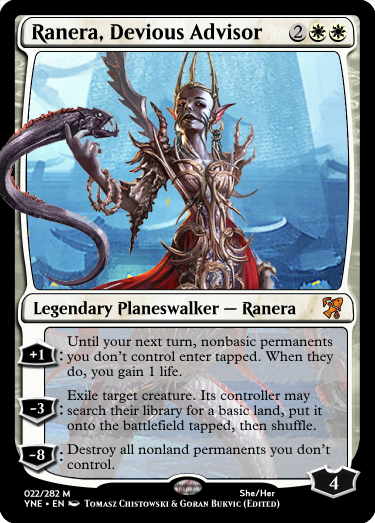 Ranera, Devious Advisor 2
Legendary Planeswalker — Ranera
+1: Until your next turn, nonbasic permanents
you don't control enter tapped. When they
do, you gain 1 life.
-3: Exile target creature. Its controller may
search their library for a basic land, put it
onto the battlefield tapped, then shuffle.
-8: Destroy all nonland permanents you don't
control.
4
022/282 M She/Her
YNE • EN Tomasz Chistowski & Goran Bukvic (Edited)